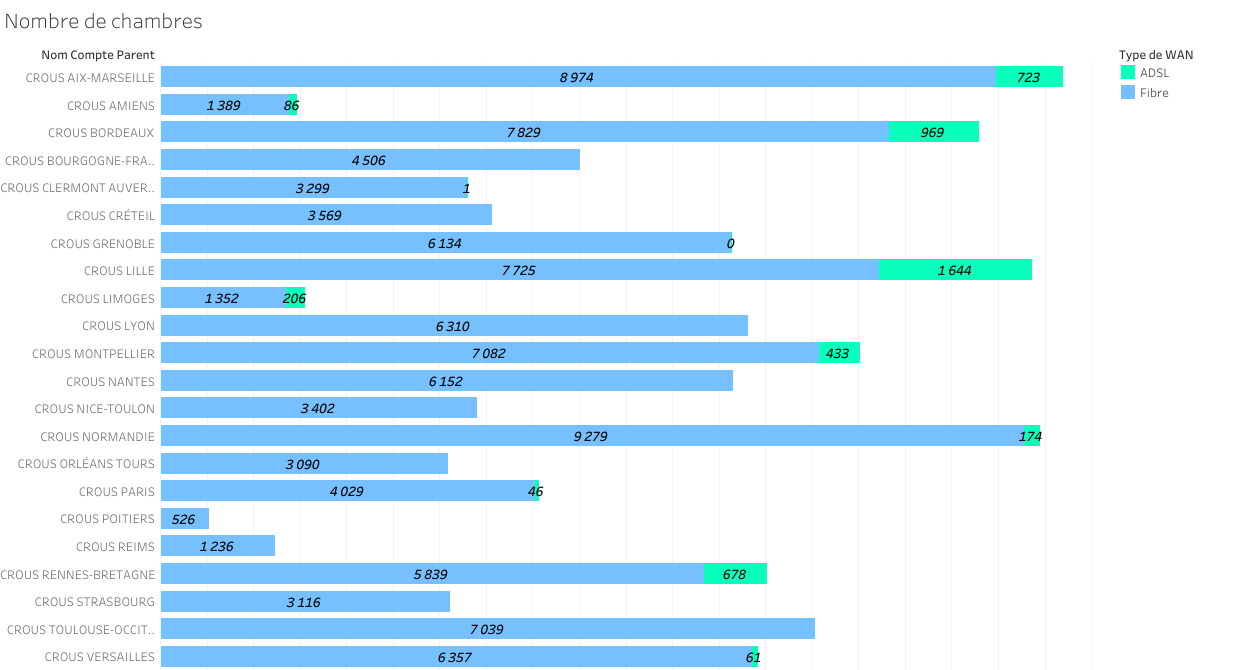 Nombre de chambres
Nom Compte Parent
Type de WAN
CROUS AIX-MARSEILLE 8 974 723
ADSL
Fibre
CROUS AMIENS 1 389 86
CROUS BORDEAUX 7 829 969
CROUS BOURGOGNE-FRA.. 4 506
CROUS CLERMONT AUVER.. 3 299 1
CROUS CRÉTEIL 3 569
CROUS GRENOBLE 6 134 0
CROUS LILLE 7 725 1 644
CROUS LIMOGES 1 352 206
CROUS LYON 6 310
CROUS MONTPELLIER 7 082 433
CROUS NANTES 6 152
CROUS NICE-TOULON 3 402
CROUS NORMANDIE 9 279 174
CROUS ORLÉANS TOURS 3 090
CROUS PARIS 4 029 46
CROUS POITIERS 526
CROUS REIMS 1 236
CROUS RENNES-BRETAGNE 5 839 678
CROUS STRASBOURG 3 116
CROUS TOULOUSE-OCCIT.. 7 039
CROUS VERSAILLES 6 357 61